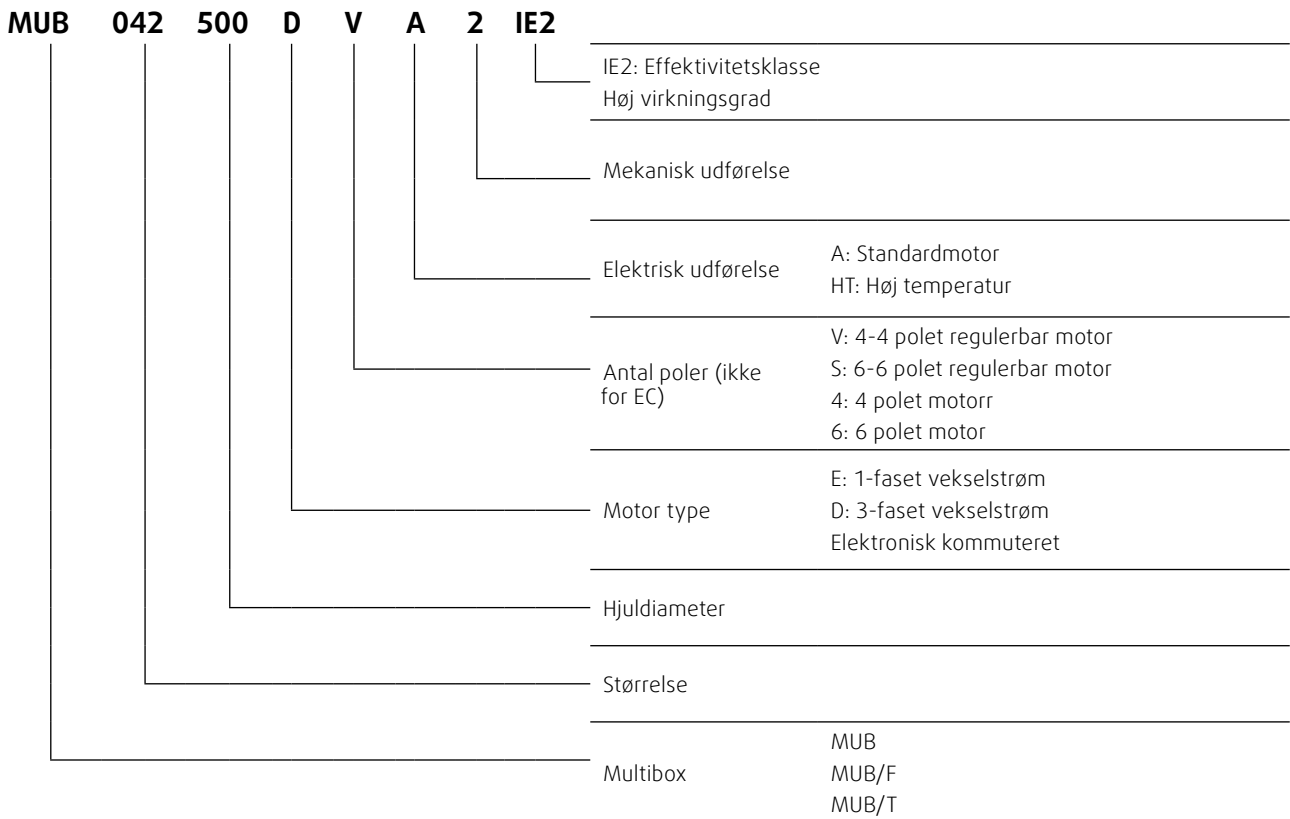 MUB 042 500 D V A 2 IE2
IE2: Effektivitetsklasse
Høj virkningsgrad
Mekanisk udførelse
Elektrisk udførelse
A: Standardmotor
HT: Høj temperatur
Antal poler (ikke
for EC)
V: 4-4 polet regulerbar motor
S: 6-6 polet regulerbar motor
4: 4 polet motorr
6: 6 polet motor
Motor type
E: 1-faset vekselstrøm
D: 3-faset vekselstrøm
Elektronisk kommuteret
Hjuldiameter
Størrelse
Multibox
MUB
MUB/F
MUB/T